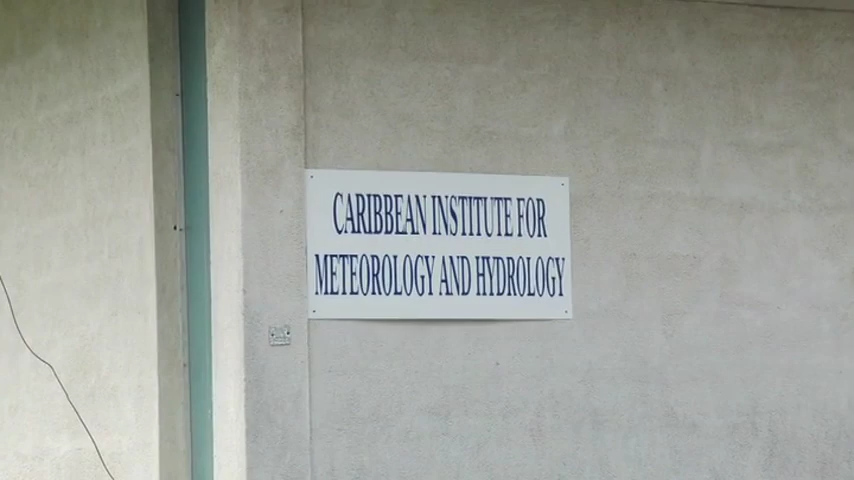 CARIBBEAN INSTITUTE FOR
METEOROLOGY AND HYDROLOGY